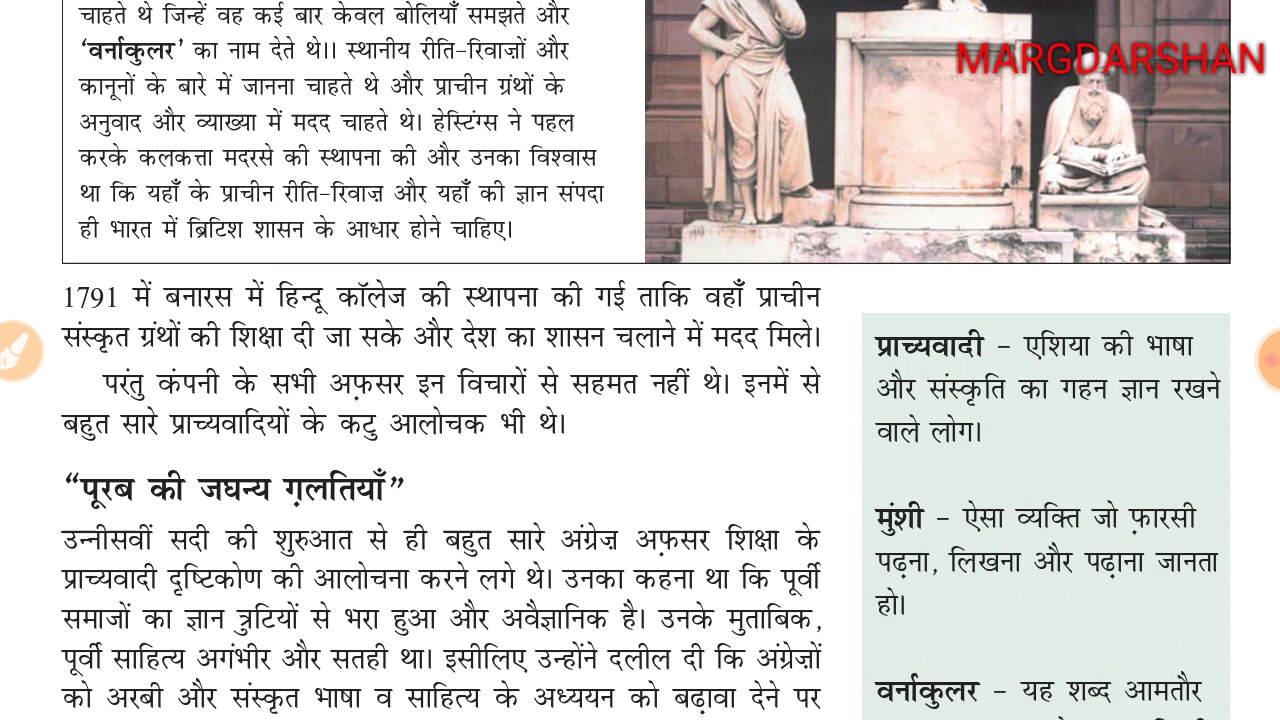 चाहते थे जिन्हें वह कई बार केवल बोलियाँ समझते और
‘वर्नाकुलर’ का नाम देते थे।। स्थानीय रीति-रिवाज़ों और
कानूनों के बारे में जानना चाहते थे और प्राचीन ग्रंथों के
अनुवाद और व्याख्या में मदद चाहते थे। हेस्टिंग्स ने पहल
करके कलकत्ता मदरसे की स्थापना की और उनका विश्वास
था कि यहाँ के प्राचीन रीति-रिवाज़ और यहाँ की ज्ञान संपदा
ही भारत में ब्रिटिश शासन के आधार होने चाहिए।
MARGDARSHAN
1791 में बनारस में हिन्दू कॉलेज की स्थापना की गई ताकि वहाँ प्राचीन
संस्कृत ग्रंथों की शिक्षा दी जा सके और देश का शासन चलाने में मदद मिले।
परंतु कंपनी के सभी अफ़सर इन विचारों से सहमत नहीं थे। इनमें से
बहुत सारे प्राच्यवादियों के कटु आलोचक भी थे।
“पूरब की जघन्य ग़लतियाँ”
उन्नीसवीं सदी की शुरुआत से ही बहुत सारे अंग्रेज़ अफ़सर शिक्षा के
प्राच्यवादी दृष्टिकोण की आलोचना करने लगे थे। उनका कहना था कि पूर्वी
समाजों का ज्ञान त्रुटियों से भरा हुआ और अवैज्ञानिक है। उनके मुताबिक,
पूर्वी साहित्य अगंभीर और सतही था। इसीलिए उन्होंने दलील दी कि अंग्रेज़ों
को अरबी और संस्कृत भाषा व साहित्य के अध्ययन को बढ़ावा देने पर
प्राच्यवादी – एशिया की भाषा
और संस्कृति का गहन ज्ञान रखने
वाले लोग।
मुंशी – ऐसा व्यक्ति जो फ़ारसी
पढ़ना, लिखना और पढ़ाना जानता
हो।
वर्नाकुलर – यह शब्द आमतौर